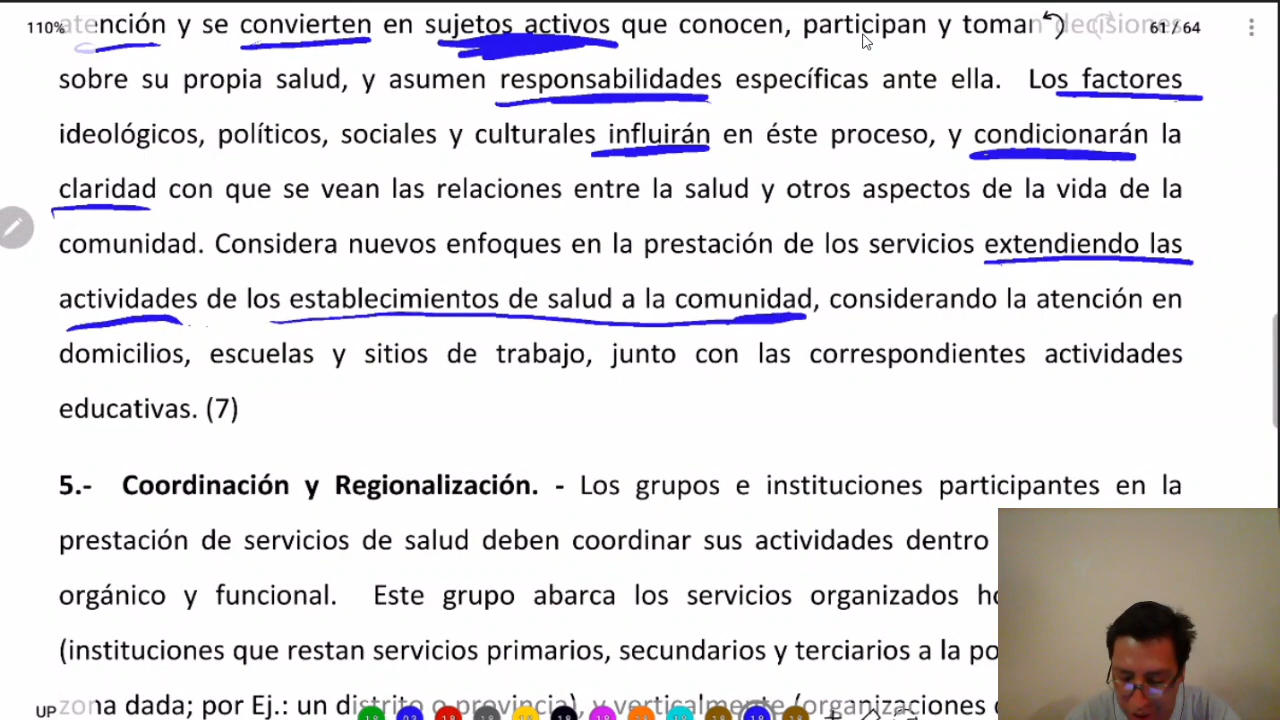 110%
atención y se convierten en sujetos activos que conocen, participan y toman decisiones
61 / 64
sobre su propia salud, y asumen responsabilidades específicas ante ella. Los factores
ideológicos, políticos, sociales y culturales influirán en éste proceso, y condicionarán la
claridad con que se vean las relaciones entre la salud y otros aspectos de la vida de la
comunidad. Considera nuevos enfoques en la prestación de los servicios extendiendo las
actividades de los establecimientos de salud a la comunidad, considerando la atención en
domicilios, escuelas y sitios de trabajo, junto con las correspondientes actividades
educativas. (7)
5.- Coordinación y Regionalización. - Los grupos e instituciones participantes en la
prestación de servicios de salud deben coordinar sus actividades dentro
orgánico y funcional. Este grupo abarca los servicios organizados
(instituciones que restan servicios primarios, secundarios y terciarios a la
UP
zona dada; por Ej.: un distrito o provincia), y verticalmente (organizaciones